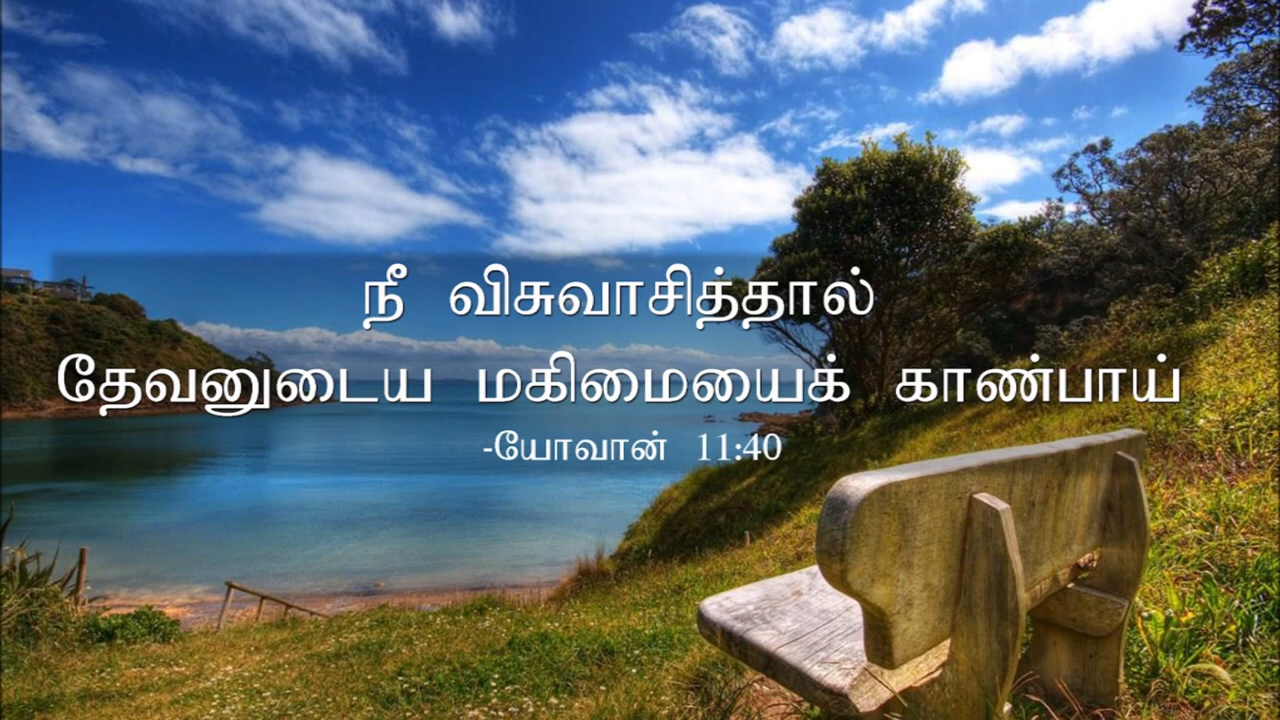 நீ விசுவாசித்தால்
தேவனுடைய மகிமையைக் காண்பாய்
-யோவான் 11:40